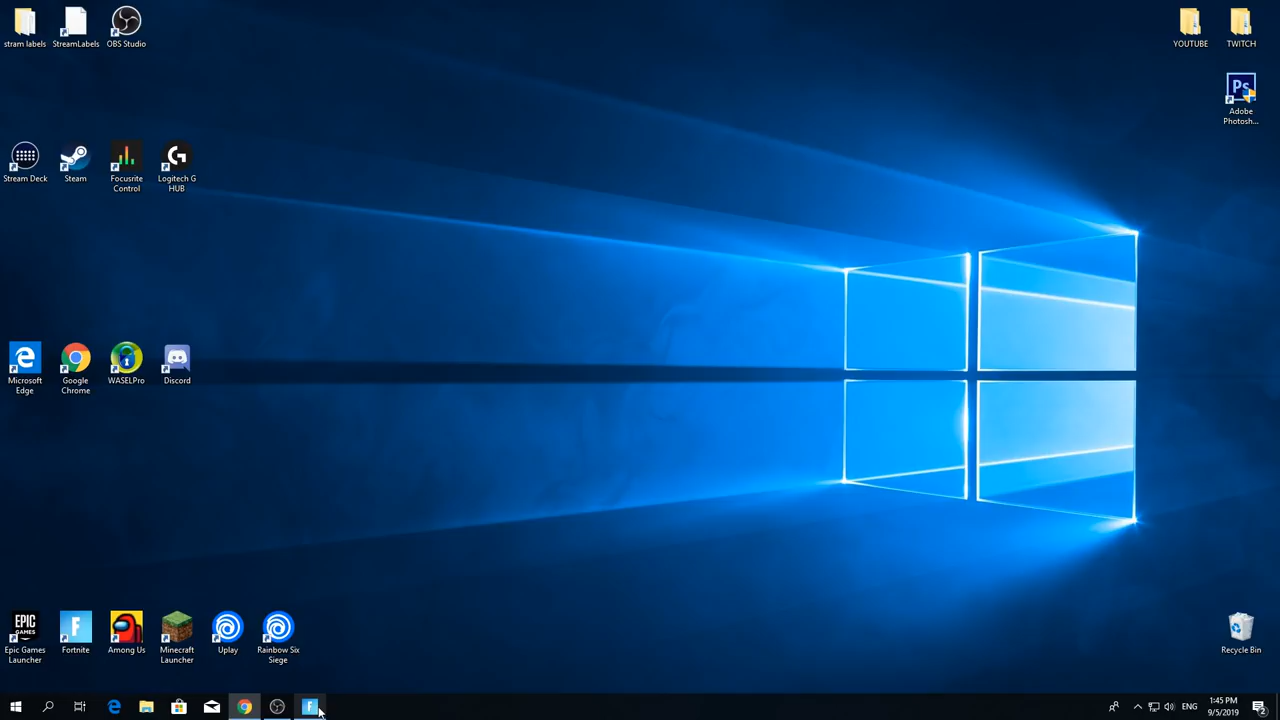 stram labels
StreamLabels
OBS Studio
YOUTUBE
TWITCH
Ps
Adobe
Photosh...
Stream Deck
Steam
Focusrite
Control
Logitech G
HUB
Microsoft
Edge
Google
Chrome
WASELPro
Discord
EPIC
GAMES
Epic Games
Launcher
F
Fortnite
Among Us
Minecraft
Launcher
Uplay
Rainbow Six
Siege
Recycle Bin
F
ENG
1:45 PM
9/5/2019
2